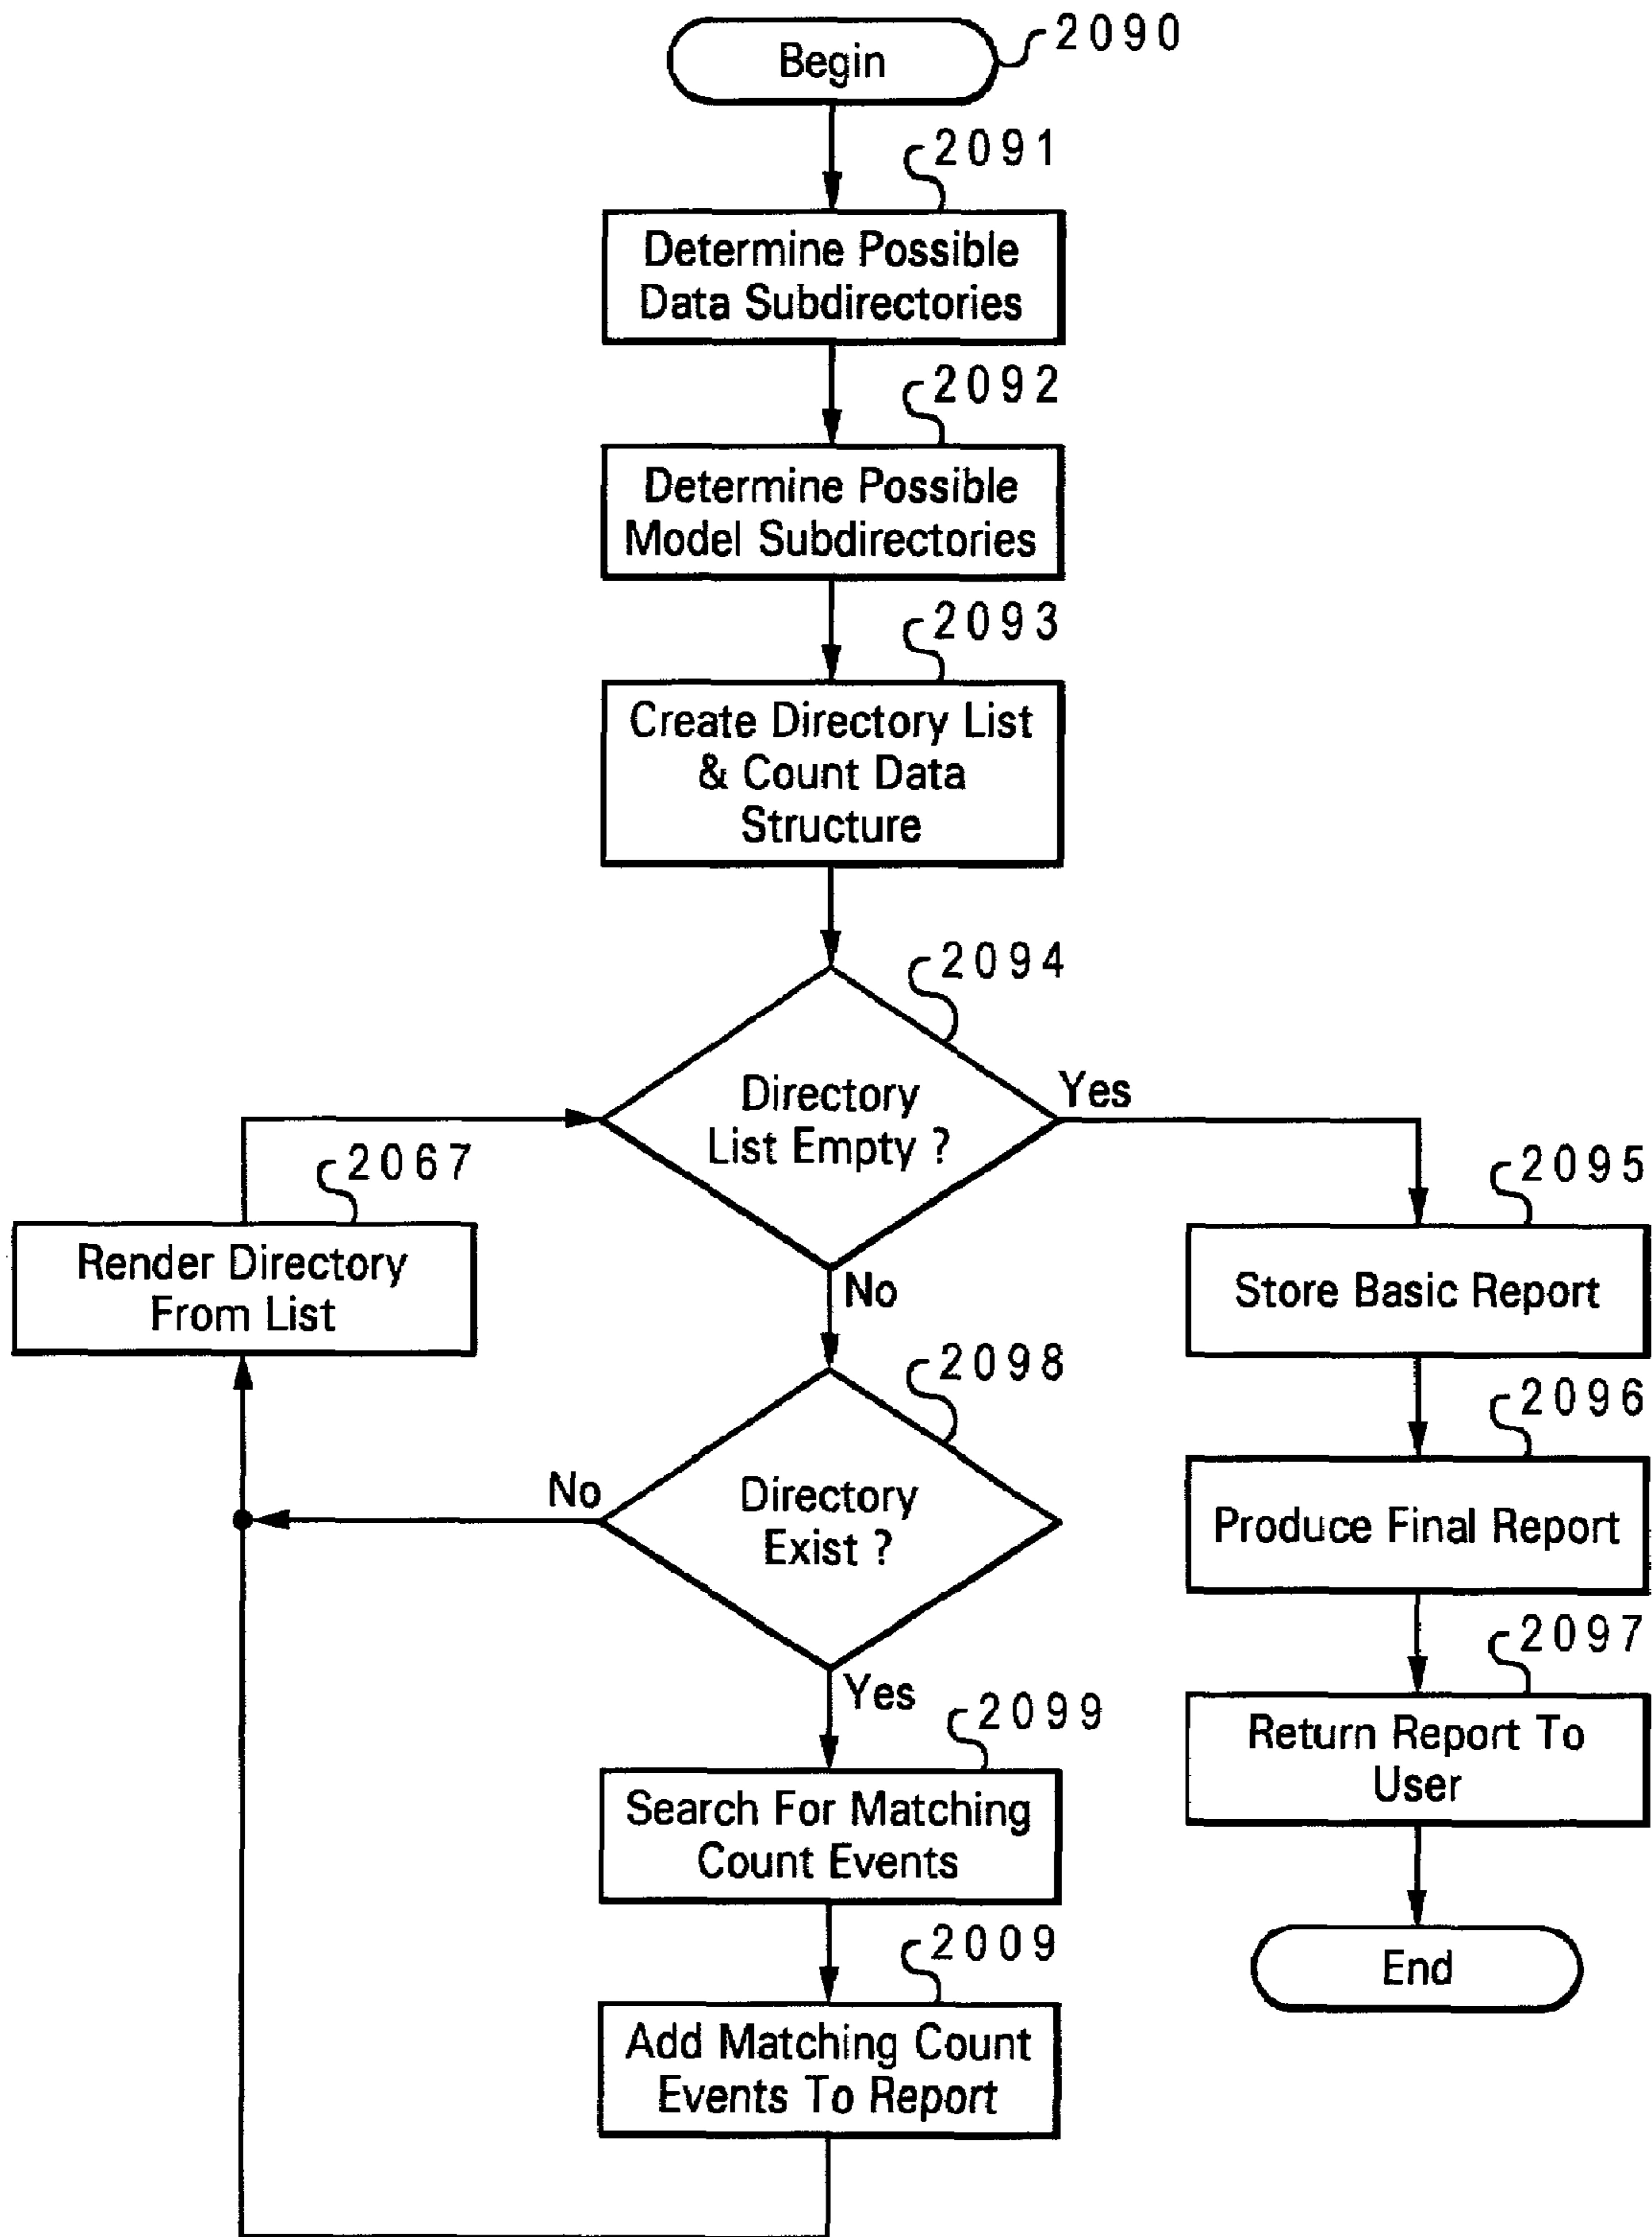 Begin
2090
2091
Determine Possible
Data Subdirectories
2092
Determine Possible
Model Subdirectories
2093
Create Directory List
& Count Data
Structure
2094
Directory
List Empty ?
Yes
No
2067
Render Directory
From List
2098
Directory
Exist ?
No
Yes
2099
Search For Matching
Count Events
2009
Add Matching Count
Events To Report
2095
Store Basic Report
2096
Produce Final Report
2097
Return Report To
User
End